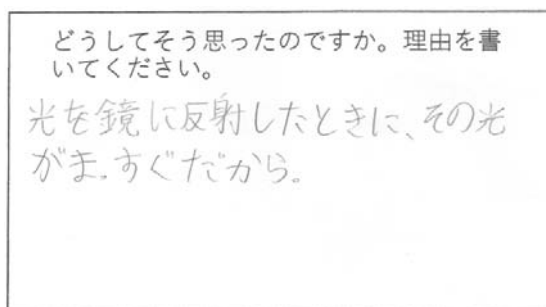 どうしてそう思ったのですか。理由を書
いてください。
光を鏡に反射したときに、その光
がまっすぐだから。